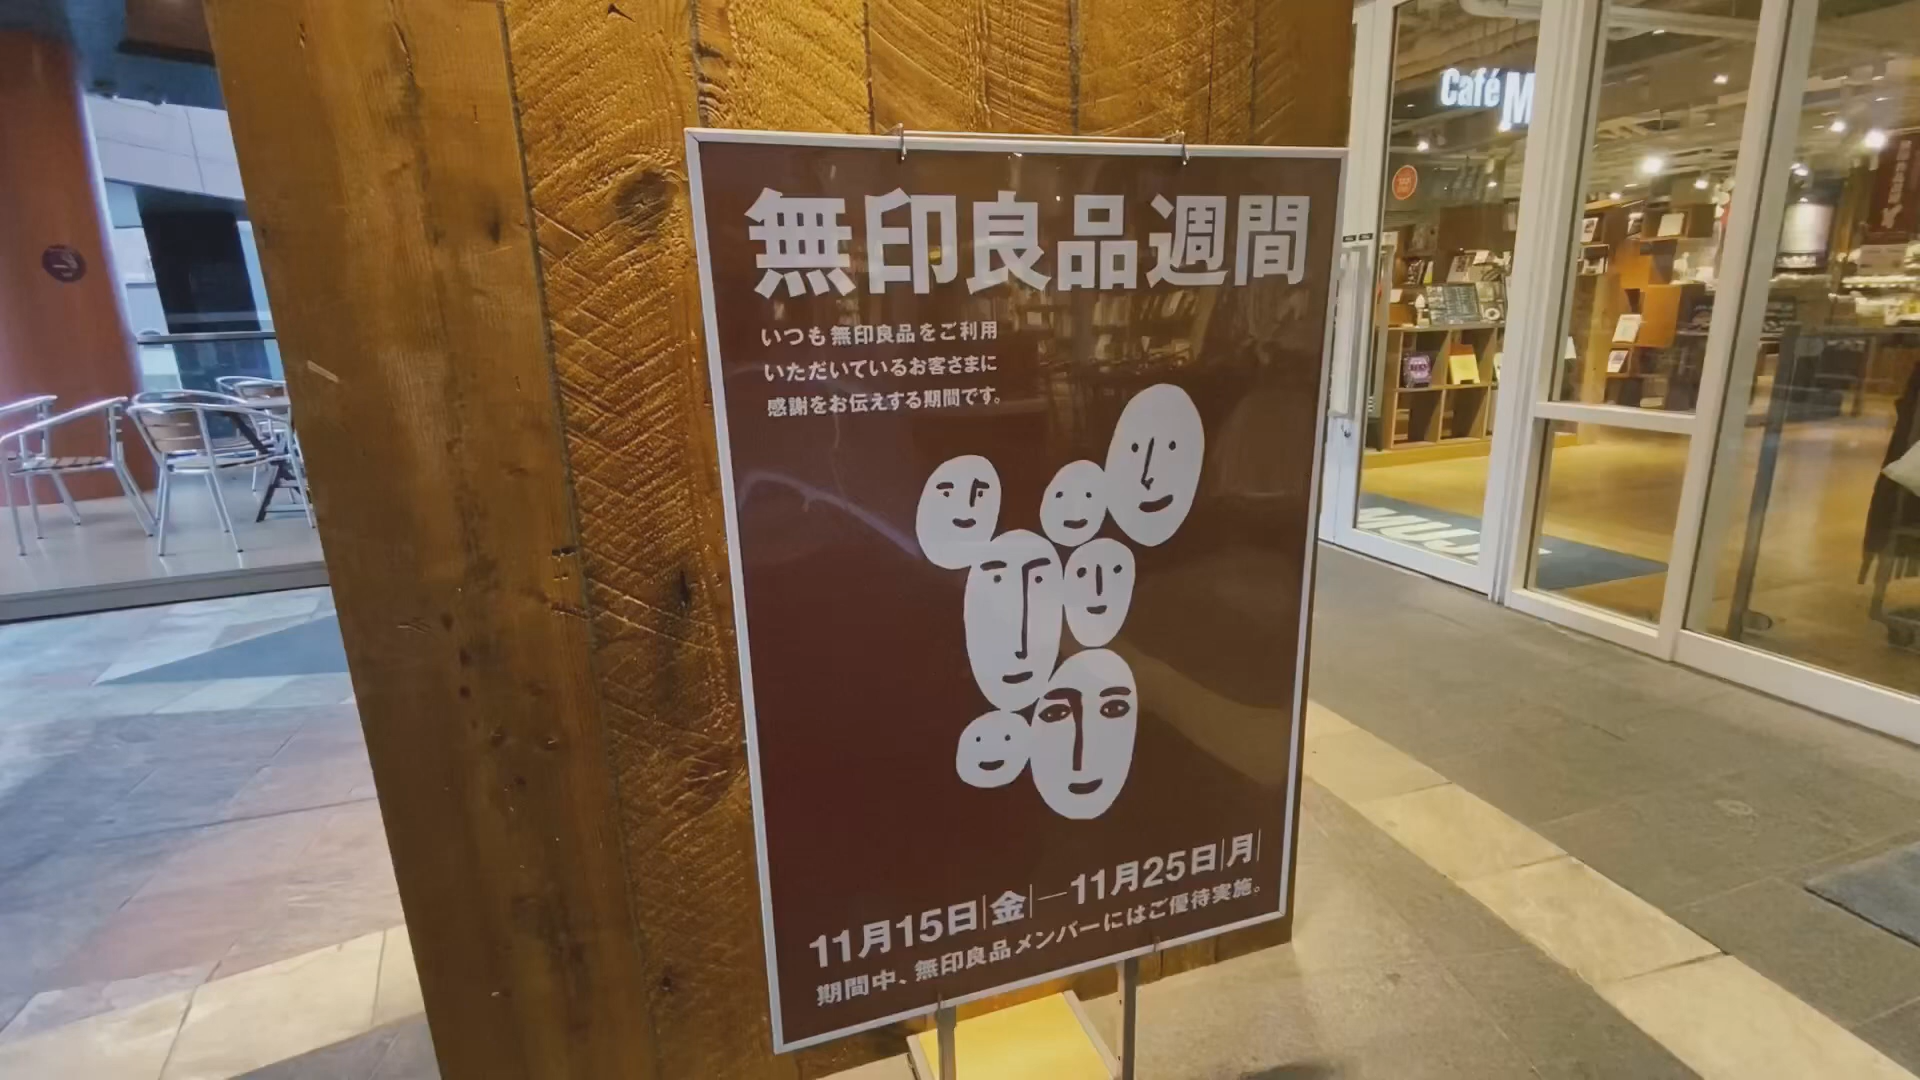 無印良品週間
いつも無印良品をご利用
いただいているお客さまに
感謝をお伝えする期間です。
11月15日|金|―11月25日|月|
期間中、無印良品メンバーにはご優待実施。
Café M
MUJI